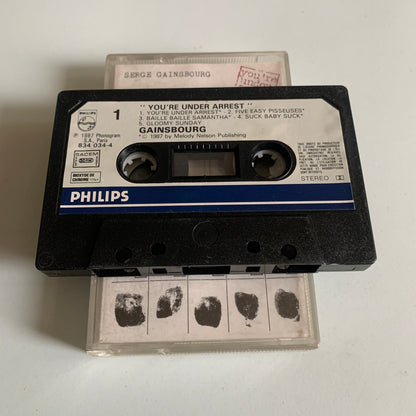 SERGE GAINSBOURG
you're
under
PHILIPS
1
" YOU'RE UNDER ARREST "
1. YOU'RE UNDER ARREST* - 2. FIVE EASY PISSEUSES*
3. BAILLE BAILLE SAMANTHA* - 4. SUCK BABY SUCK*
5. GLOOMY SUNDAY
GAINSBOURG
* © 1987 by Melody Nelson Publishing
℗ 1987 Phonogram
S.A., Paris
834 034-4
SACEM
STEREO
PHILIPS